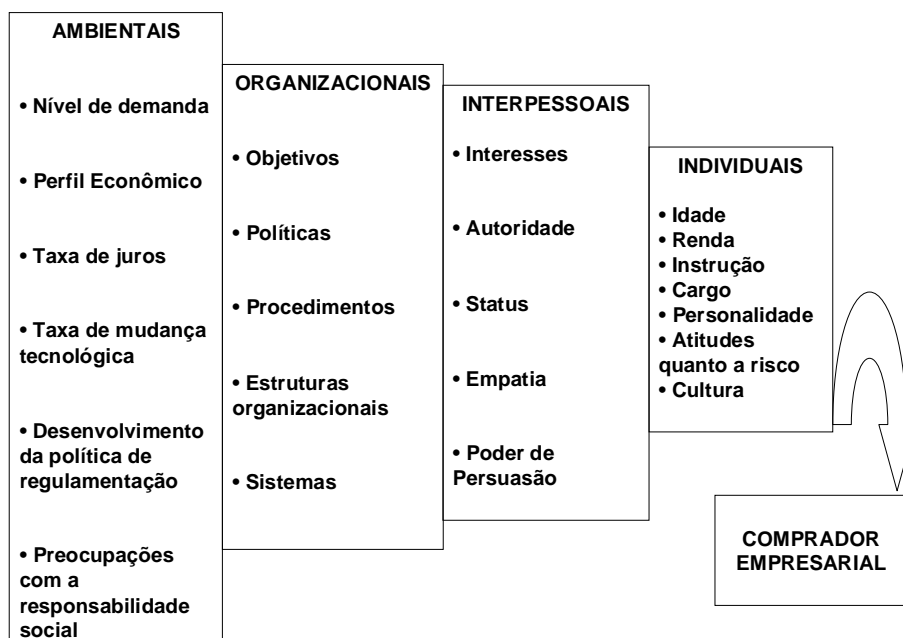 AMBIENTAIS
• Nível de demanda
• Perfil Econômico
• Taxa de juros
• Taxa de mudança
tecnológica
• Desenvolvimento
da política de
regulamentação
• Preocupações
com a
responsabilidade
social
ORGANIZACIONAIS
• Objetivos
• Políticas
• Procedimentos
• Estruturas
organizacionais
• Sistemas
INTERPESSOAIS
• Interesses
• Autoridade
• Status
• Empatia
• Poder de
Persuasão
INDIVIDUAIS
• Idade
• Renda
• Instrução
• Cargo
• Personalidade
• Atitudes
quanto a risco
• Cultura
COMPRADOR
EMPRESARIAL